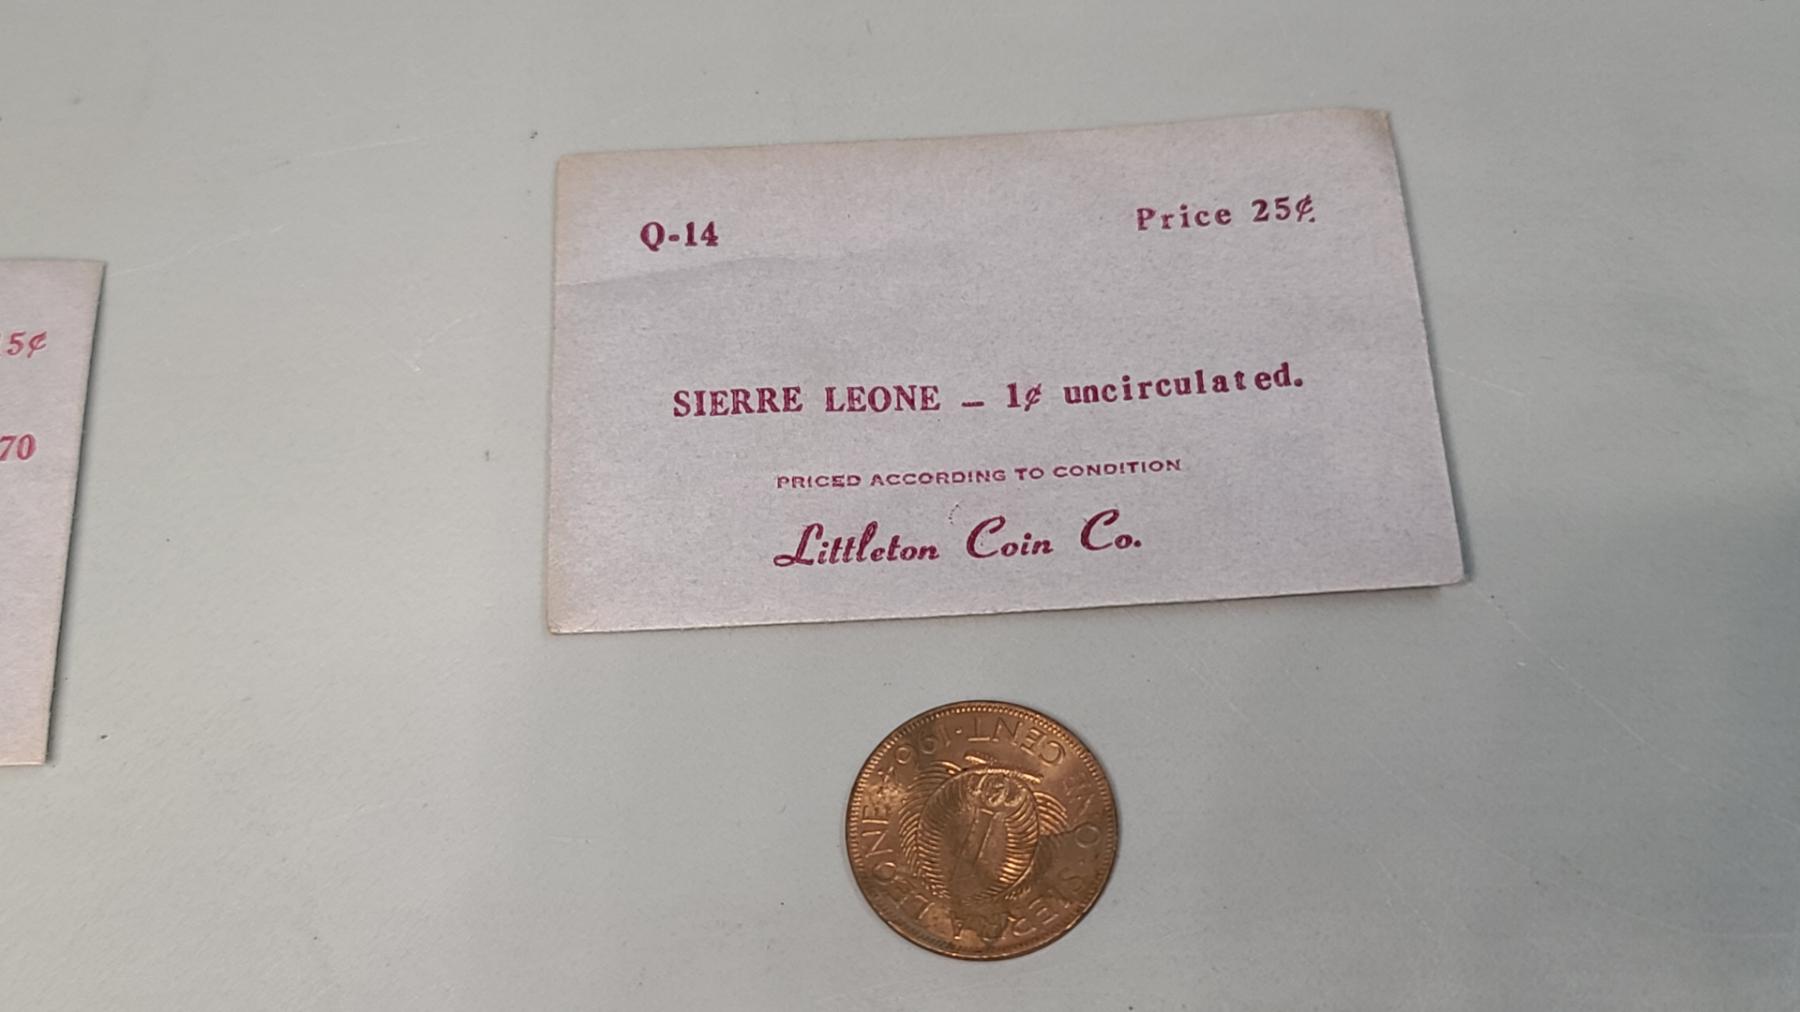 5¢
70
Q-14
Price 25¢
SIERRE LEONE – 1¢ uncirculated.
PRICED ACCORDING TO CONDITION
Littleton Coin Co.
SIERRA LEONE
ONE CENT · 1964